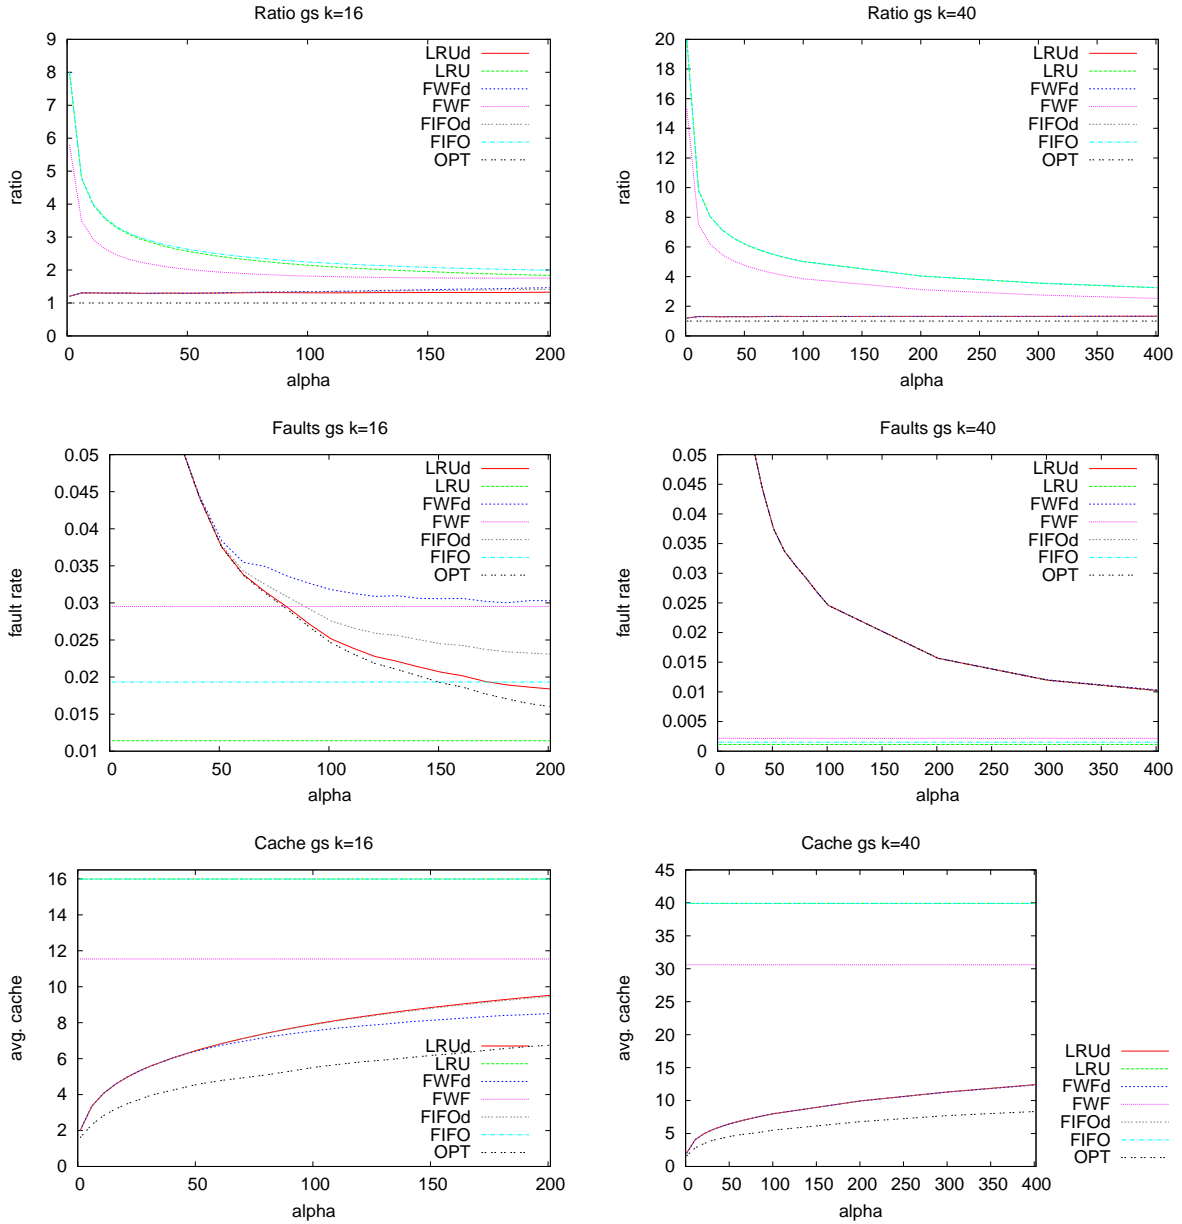 Ratio gs k=16
9
8
7
6
5
4
3
2
1
0
0 50 100 150 200
ratio
alpha
LRUd
LRU
FWFd
FWF
FIFOd
FIFO
OPT
Ratio gs k=40
20
18
16
14
12
10
8
6
4
2
0
0 50 100 150 200 250 300 350 400
ratio
alpha
LRUd
LRU
FWFd
FWF
FIFOd
FIFO
OPT
Faults gs k=16
0.05
0.045
0.04
0.035
0.03
0.025
0.02
0.015
0.01
0 50 100 150 200
fault rate
alpha
LRUd
LRU
FWFd
FWF
FIFOd
FIFO
OPT
Faults gs k=40
0.05
0.045
0.04
0.035
0.03
0.025
0.02
0.015
0.01
0.005
0
0 50 100 150 200 250 300 350 400
fault rate
alpha
LRUd
LRU
FWFd
FWF
FIFOd
FIFO
OPT
Cache gs k=16
16
14
12
10
8
6
4
2
0
0 50 100 150 200
avg. cache
alpha
LRUd
LRU
FWFd
FWF
FIFOd
FIFO
OPT
Cache gs k=40
45
40
35
30
25
20
15
10
5
0
0 50 100 150 200 250 300 350 400
avg. cache
alpha
LRUd
LRU
FWFd
FWF
FIFOd
FIFO
OPT